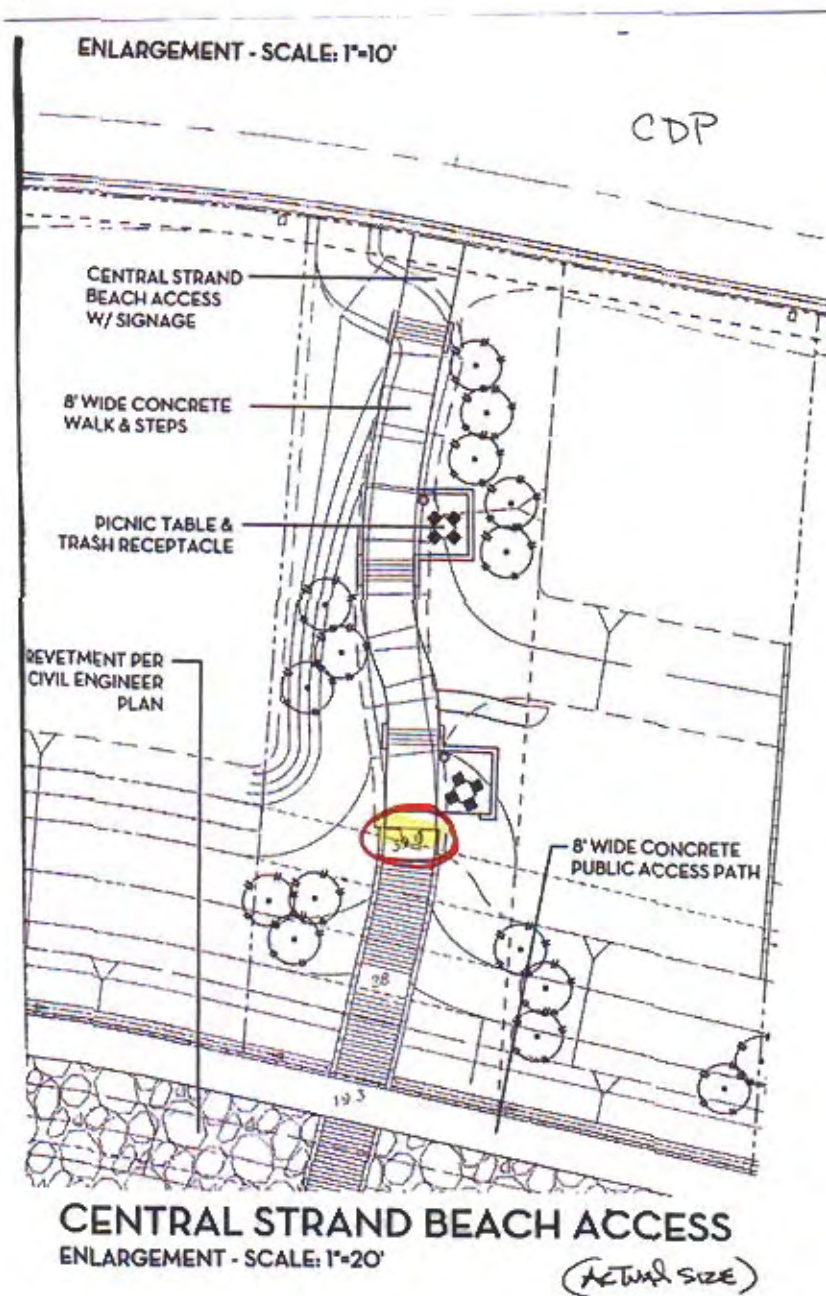 ENLARGEMENT - SCALE: 1"=10'
CDP
CENTRAL STRAND
BEACH ACCESS
W/ SIGNAGE
8' WIDE CONCRETE
WALK & STEPS
PICNIC TABLE &
TRASH RECEPTACLE
REVETMENT PER
CIVIL ENGINEER
PLAN
8' WIDE CONCRETE
PUBLIC ACCESS PATH
28
19.3
CENTRAL STRAND BEACH ACCESS
ENLARGEMENT - SCALE: 1"=20'
(ACTUAL SIZE)